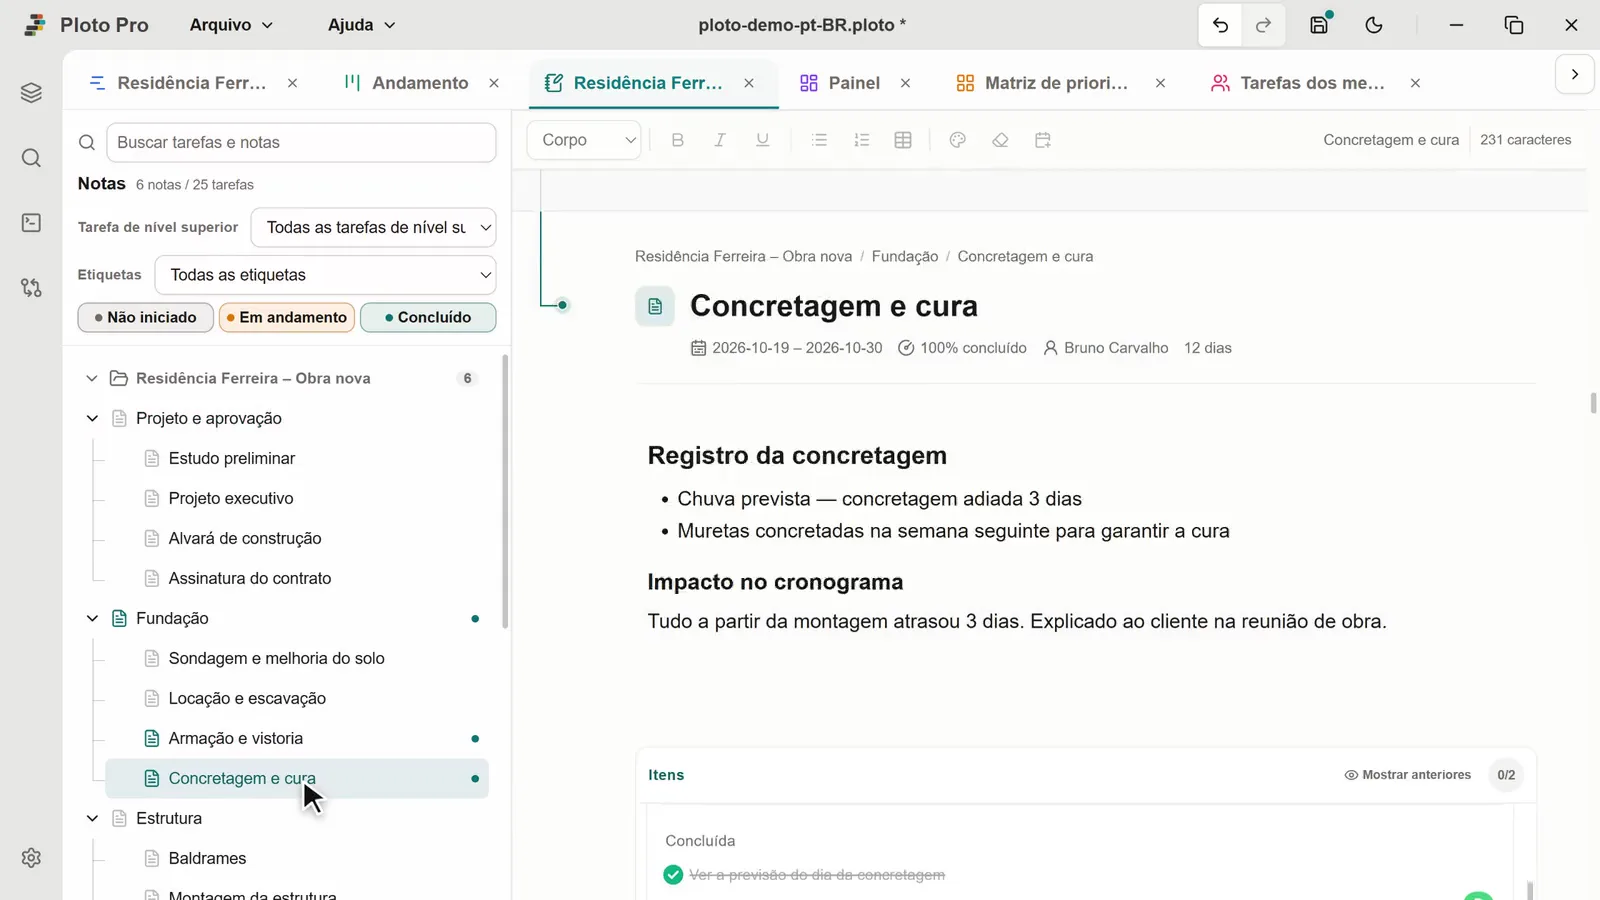 Ploto Pro
Arquivo
Ajuda
ploto-demo-pt-BR.ploto *
Residência Ferr...
Andamento
Residência Ferr...
Painel
Matriz de priori...
Tarefas dos me...
Buscar tarefas e notas
Notas 6 notas / 25 tarefas
Tarefa de nível superior
Todas as tarefas de nível su
Etiquetas
Todas as etiquetas
Não iniciado
Em andamento
Concluído
Residência Ferreira – Obra nova 6
Projeto e aprovação
Estudo preliminar
Projeto executivo
Alvará de construção
Assinatura do contrato
Fundação
Sondagem e melhoria do solo
Locação e escavação
Armação e vistoria
Concretagem e cura
Estrutura
Baldrames
Montagem da estrutura
Corpo
B I U
Concretagem e cura
231 caracteres
Residência Ferreira – Obra nova / Fundação / Concretagem e cura
Concretagem e cura
2026-10-19 – 2026-10-30 100% concluído Bruno Carvalho 12 dias
Registro da concretagem
• Chuva prevista — concretagem adiada 3 dias
• Muretas concretadas na semana seguinte para garantir a cura
Impacto no cronograma
Tudo a partir da montagem atrasou 3 dias. Explicado ao cliente na reunião de obra.
Itens
Mostrar anteriores
0/2
Concluída
Ver a previsão do dia da concretagem